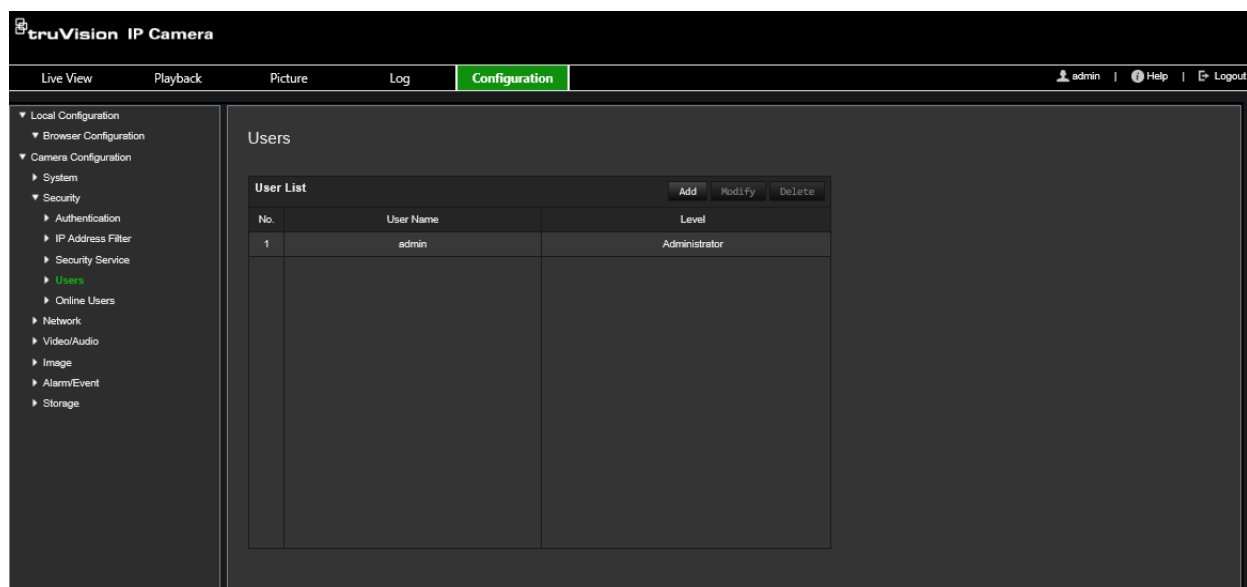 truVision IP Camera
Live View Playback Picture Log Configuration admin | Help | Logout
Local Configuration
Browser Configuration
Camera Configuration
System
Security
Authentication
IP Address Filter
Security Service
Users
Online Users
Network
Video/Audio
Image
Alarm/Event
Storage
Users
User List Add Modify Delete
No. User Name Level
1 admin Administrator